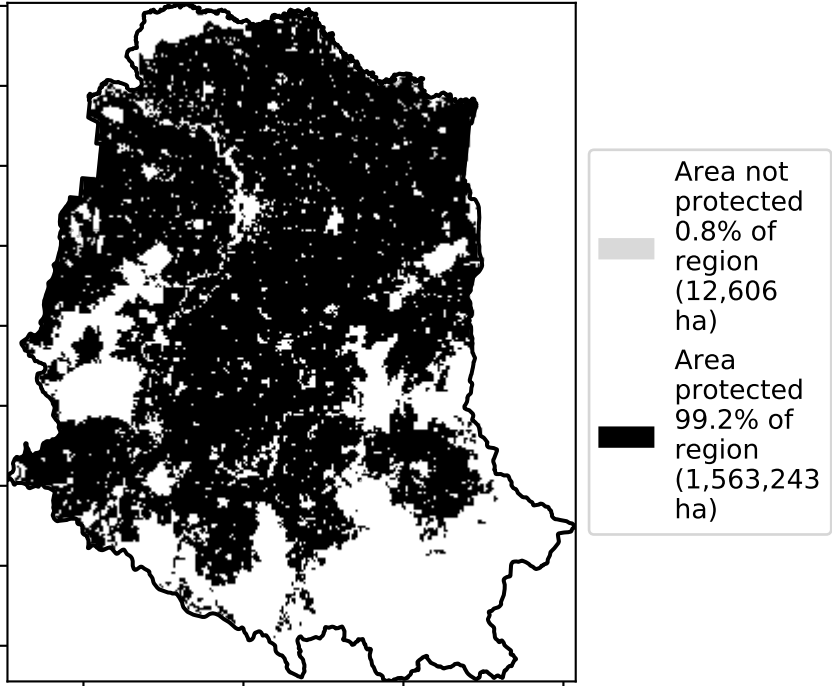 Area not
protected
0.8% of
region
(12,606
ha)
Area
protected
99.2% of
region
(1,563,243
ha)